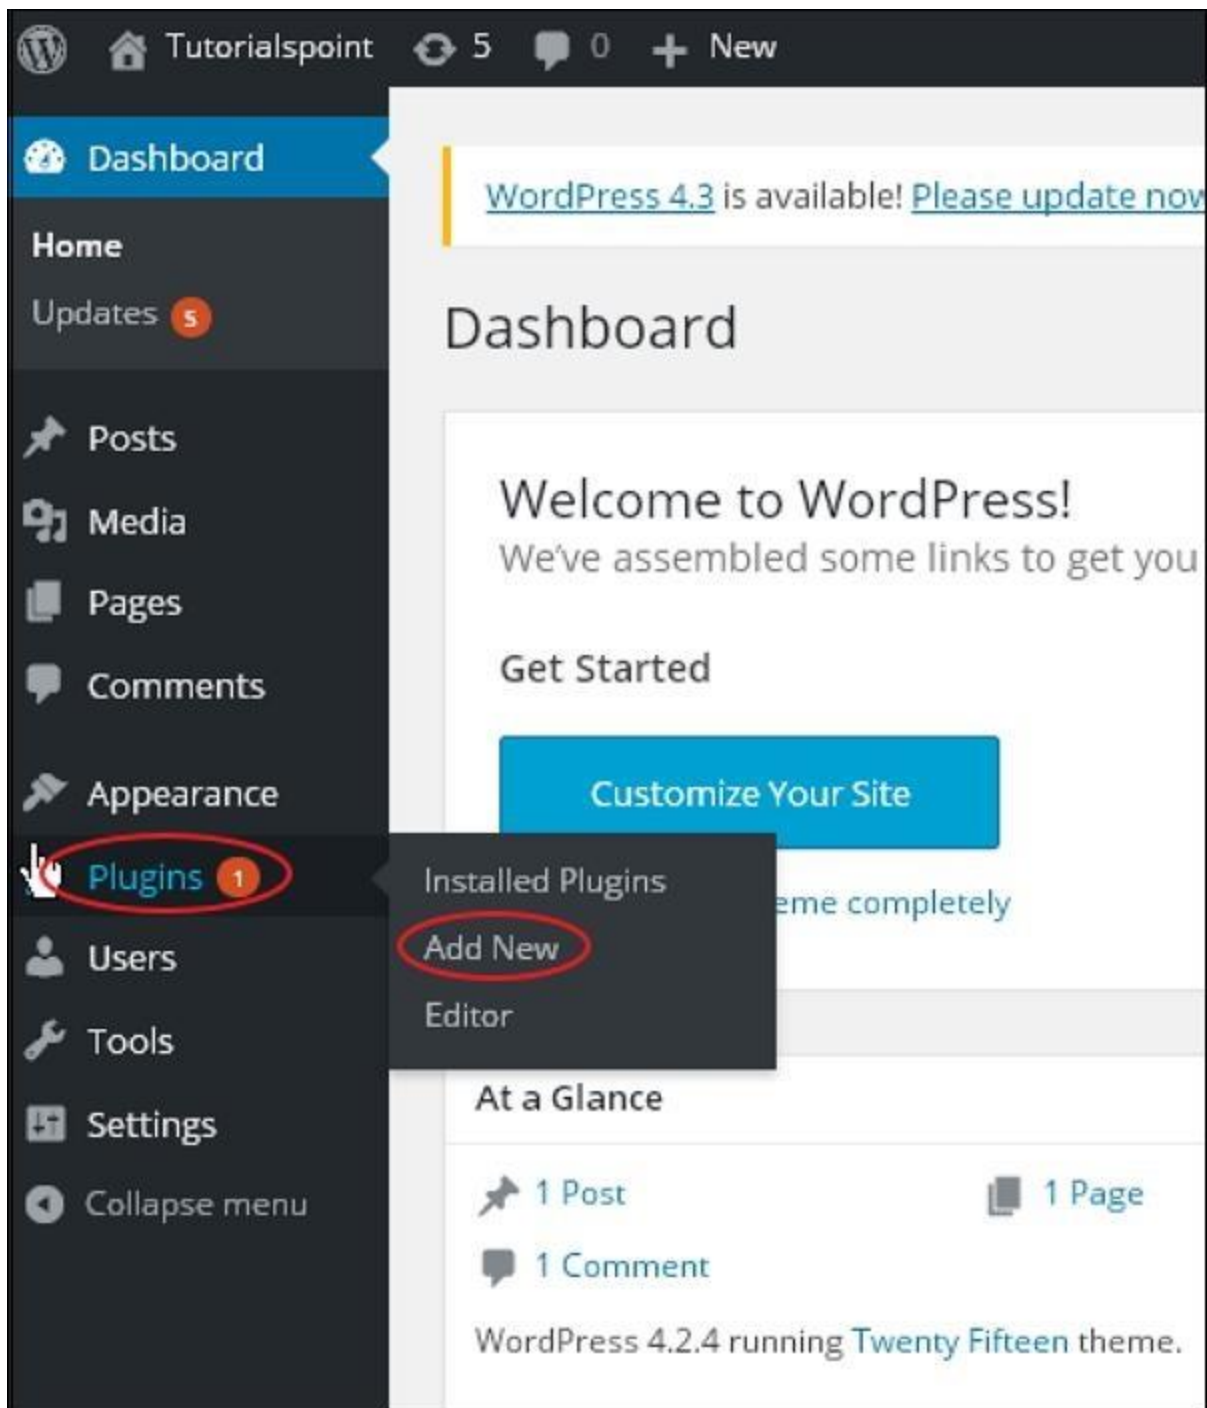 Tutorialspoint 5 0 New
Dashboard
Home
Updates 5
Posts
Media
Pages
Comments
Appearance
Plugins 1
Users
Tools
Settings
Collapse menu
Installed Plugins
Add New
Editor
WordPress 4.3 is available! Please update now
Dashboard
Welcome to WordPress!
We've assembled some links to get you
Get Started
Customize Your Site
eme completely
At a Glance
1 Post 1 Page
1 Comment
WordPress 4.2.4 running Twenty Fifteen theme.